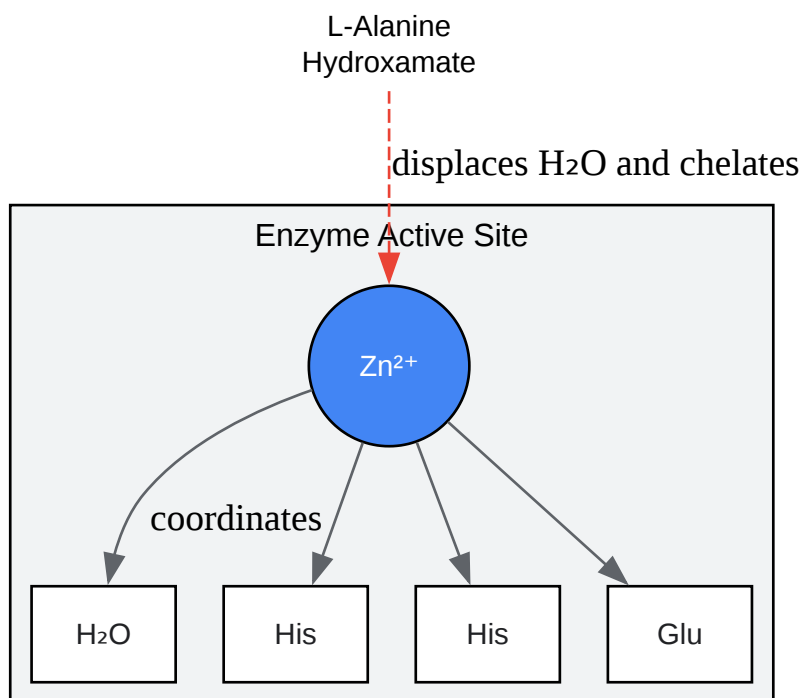 L-Alanine
Hydroxamate
displaces H₂O and chelates
Enzyme Active Site
Zn²⁺
coordinates
H₂O
His
His
Glu